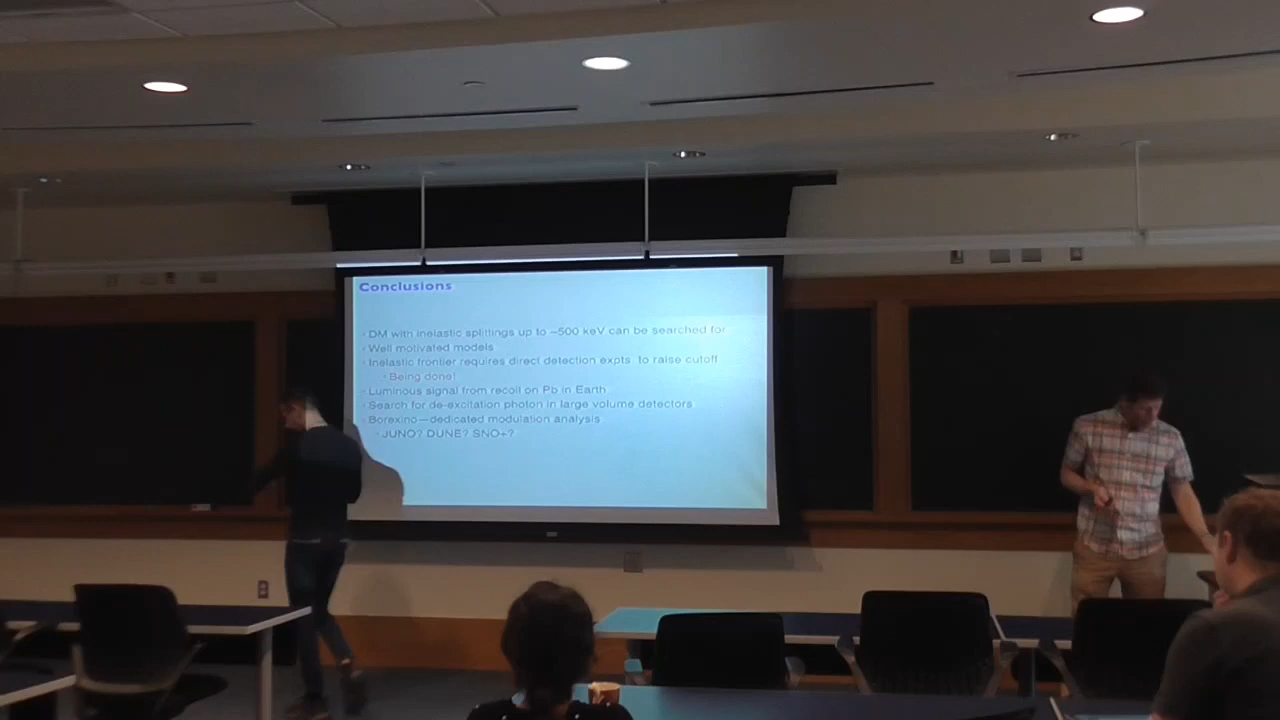 Conclusions
• DM with inelastic splittings up to ~500 keV can be searched for
• Well motivated models
• Inelastic frontier requires direct detection expts to raise cutoff
• Being done!
• Luminous signal from recoil on Pb in Earth
• Search for de-excitation photon in large volume detectors
• Borexino—dedicated modulation analysis
• JUNO? DUNE? SNO+?